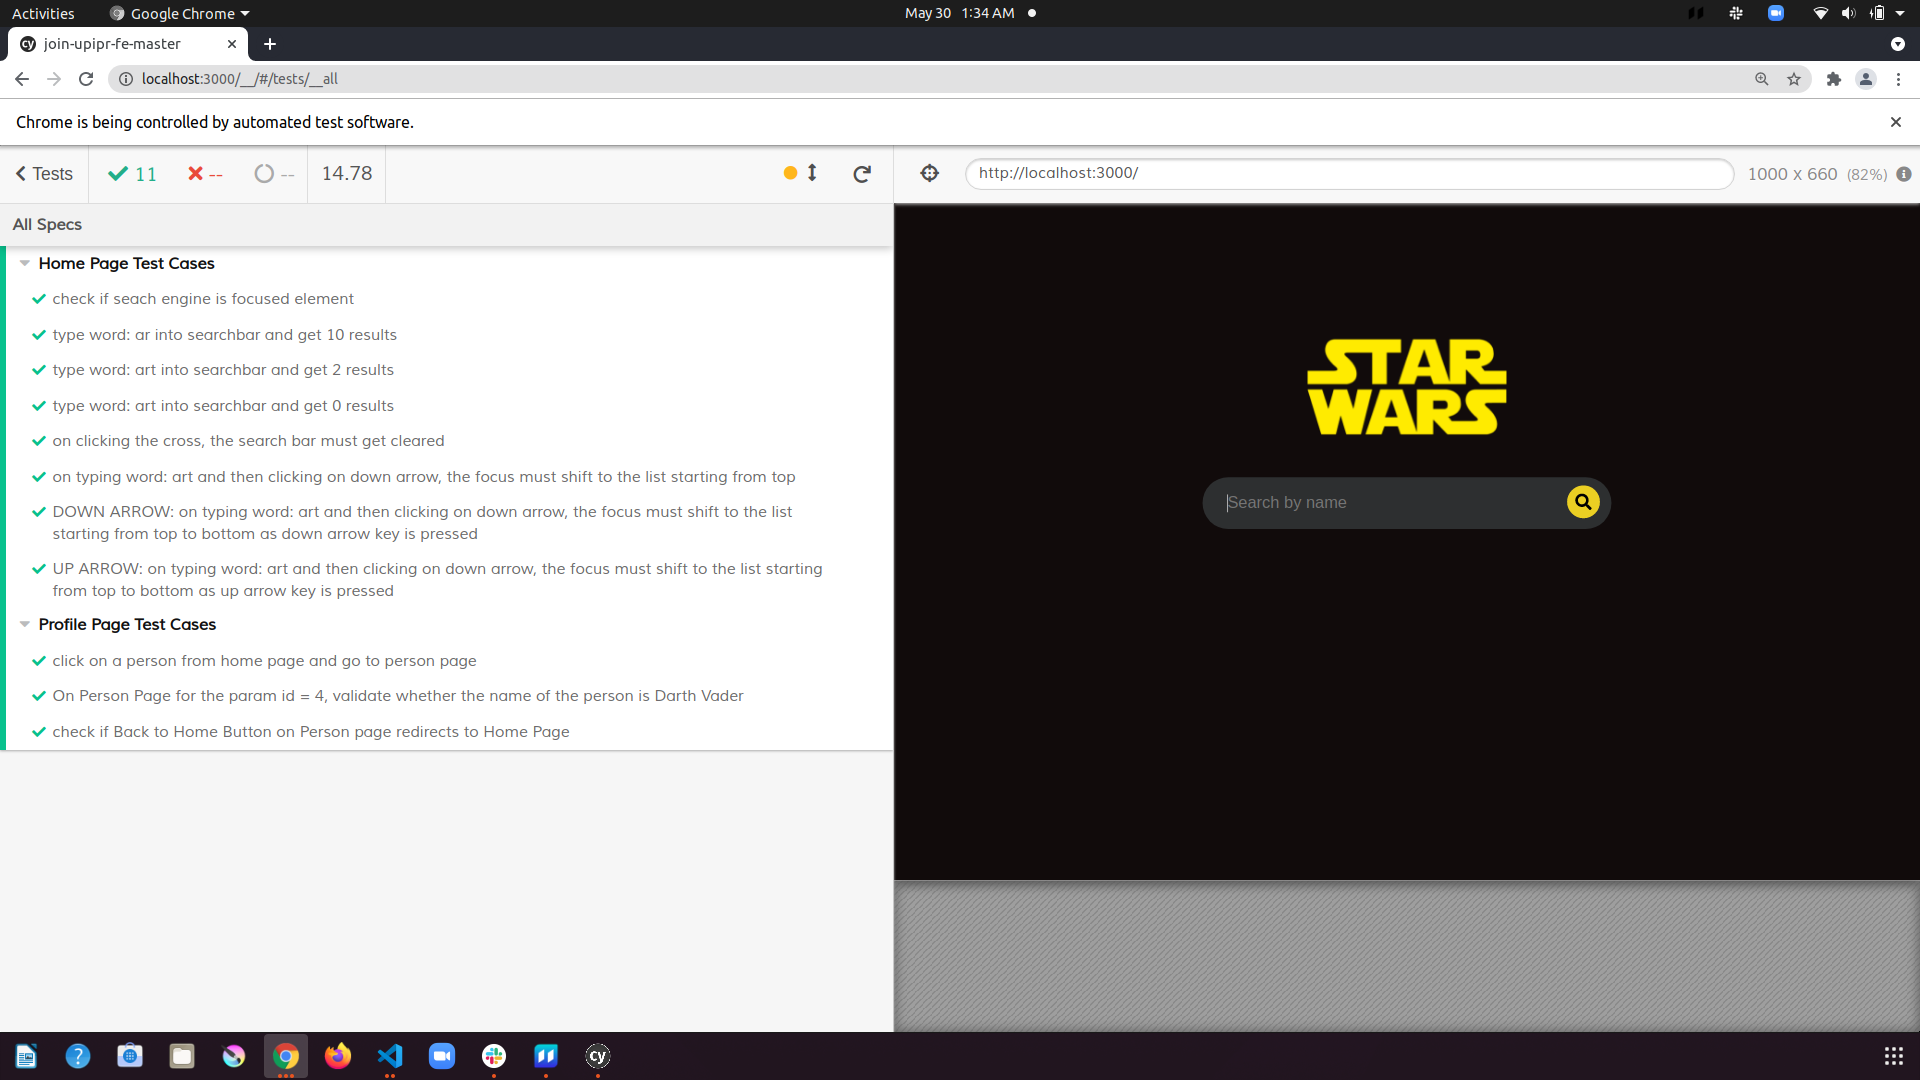 Activities
Google Chrome
May 30 1:34 AM
cy join-upipr-fe-master
localhost:3000/__/#/tests/__all
Chrome is being controlled by automated test software.
Tests
11
--
--
14.78
http://localhost:3000/
1000 x 660 (82%)
All Specs
Home Page Test Cases
check if seach engine is focused element
type word: ar into searchbar and get 10 results
type word: art into searchbar and get 2 results
type word: art into searchbar and get 0 results
on clicking the cross, the search bar must get cleared
on typing word: art and then clicking on down arrow, the focus must shift to the list starting from top
DOWN ARROW: on typing word: art and then clicking on down arrow, the focus must shift to the list
starting from top to bottom as down arrow key is pressed
UP ARROW: on typing word: art and then clicking on down arrow, the focus must shift to the list starting
from top to bottom as up arrow key is pressed
Profile Page Test Cases
click on a person from home page and go to person page
On Person Page for the param id = 4, validate whether the name of the person is Darth Vader
check if Back to Home Button on Person page redirects to Home Page
STAR
WARS
Search by name
cy